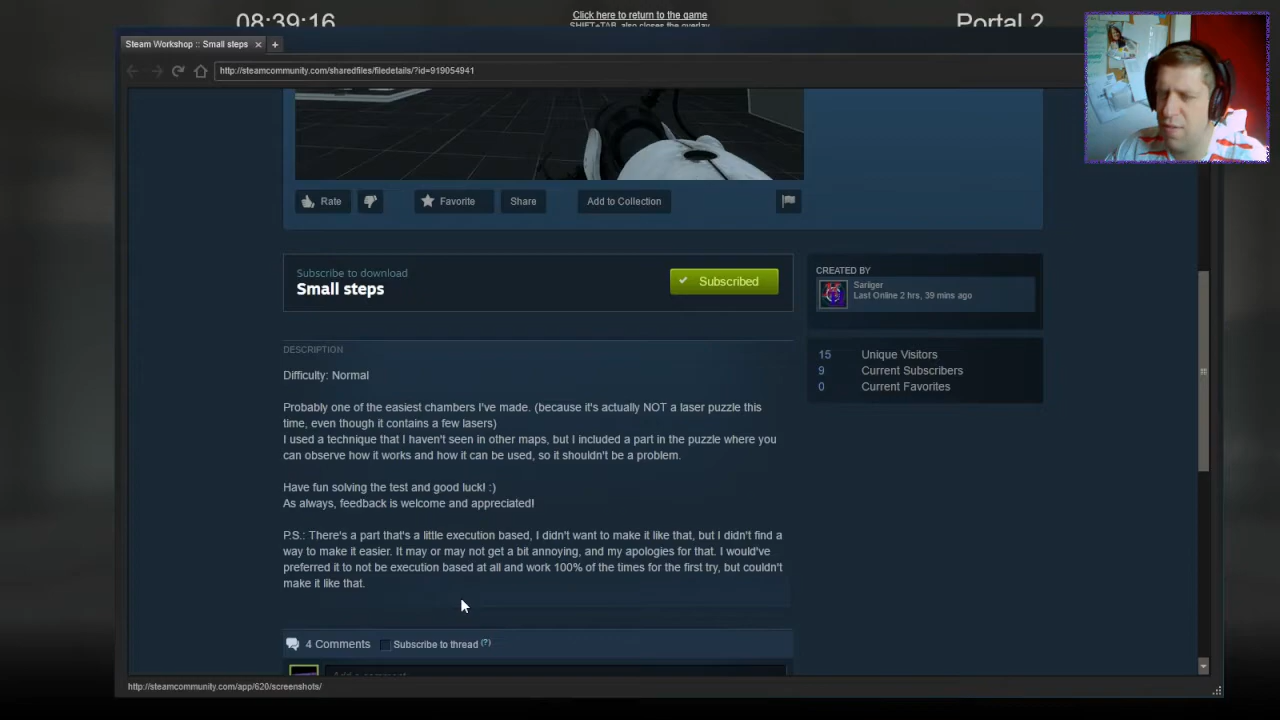 08:39:16
Click here to return to the game
SHIFT+TAB also closes the overlay
Portal 2
Steam Workshop :: Small steps
http://steamcommunity.com/sharedfiles/filedetails/?id=919054941
Rate
Favorite
Share
Add to Collection
Subscribe to download
Small steps
Subscribed
CREATED BY
Sariiger
Last Online 2 hrs, 39 mins ago
15 Unique Visitors
9 Current Subscribers
0 Current Favorites
DESCRIPTION
Difficulty: Normal
Probably one of the easiest chambers I've made. (because it's actually NOT a laser puzzle this
time, even though it contains a few lasers)
I used a technique that I haven't seen in other maps, but I included a part in the puzzle where you
can observe how it works and how it can be used, so it shouldn't be a problem.
Have fun solving the test and good luck! :)
As always, feedback is welcome and appreciated!
P.S.: There's a part that's a little execution based, I didn't want to make it like that, but I didn't find a
way to make it easier. It may or may not get a bit annoying, and my apologies for that. I would've
preferred it to not be execution based at all and work 100% of the times for the first try, but couldn't
make it like that.
4 Comments
Subscribe to thread (?)
Add a comment
http://steamcommunity.com/app/620/screenshots/